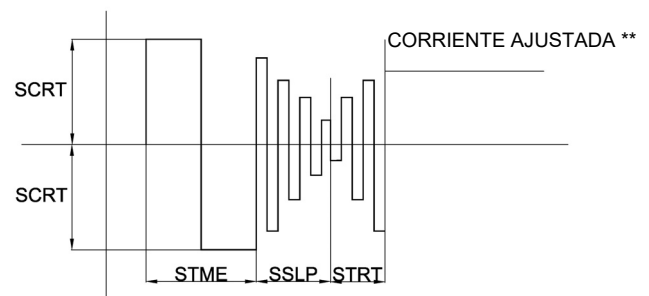 CORRIENTE AJUSTADA **
SCRT
SCRT
STME
SSLP
STRT